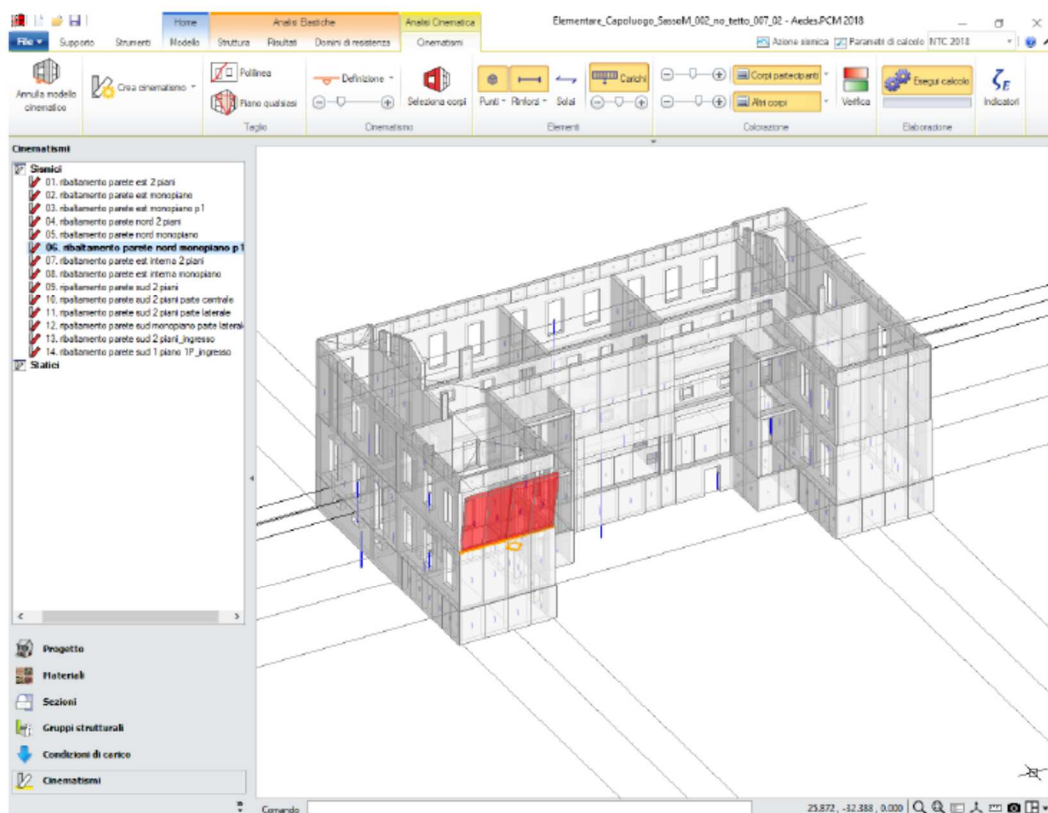 Home Analisi Elastiche Analisi Cinematica Elementare_Capoluogo_SassoM_002_no_tetto_007_02 - Aedes.PCM 2018
File Supporto Strumenti Modello Struttura Risultati Domini di resistenza Cinematismi Azione sismica Parametri di calcolo NTC 2018
Annulla modello cinematico
Crea cinematismo
Polilinea
Piano qualsiasi
Taglio
Definizione
Seleziona corpi
Cinematismo
Punti Rinforzi Solai
Carichi
Elementi
Corpi partecipanti
Altri corpi
Verifica
Colorazione
Esegui calcolo
Elaborazione
ζE
Indicatori
Cinematismi
Sismici
01. ribaltamento parete est 2 piani
02. ribaltamento parete est monopiano
03. ribaltamento parete est monopiano p1
04. ribaltamento parete nord 2 piani
05. ribaltamento parete nord monopiano
06. ribaltamento parete nord monopiano p1
07. ribaltamento parete est interna 2 piani
08. ribaltamento parete est interna monopiano
09. ribaltamento parete sud 2 piani
10. ribaltamento parete sud 2 piani parte centrale
11. ribaltamento parete sud 2 piani parte laterale
12. ribaltamento parete sud monopiano parte laterale
13. ribaltamento parete sud 2 piani_ingresso
14. ribaltamento parete sud 1 piano 1P_ingresso
Statici
Progetto
Materiali
Sezioni
Gruppi strutturali
Condizioni di carico
Cinematismi
Comando
25.872, -32.388, 0.000